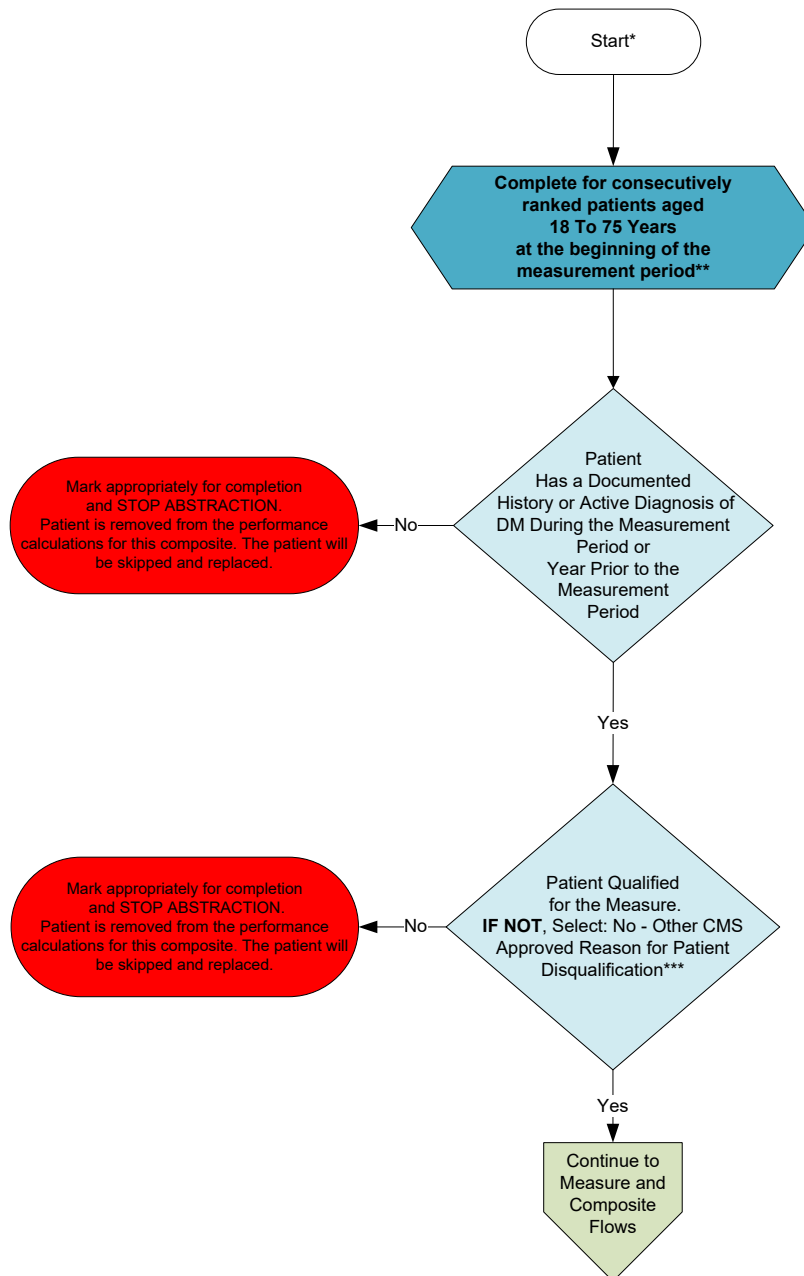 Start*
Complete for consecutively
ranked patients aged
18 To 75 Years
at the beginning of the
measurement period**
Patient
Has a Documented
History or Active Diagnosis of
DM During the Measurement
Period or
Year Prior to the
Measurement
Period
No
Mark appropriately for completion
and STOP ABSTRACTION.
Patient is removed from the performance
calculations for this composite. The patient will
be skipped and replaced.
Yes
Patient Qualified
for the Measure.
IF NOT, Select: No - Other CMS
Approved Reason for Patient
Disqualification***
No
Mark appropriately for completion
and STOP ABSTRACTION.
Patient is removed from the performance
calculations for this composite. The patient will
be skipped and replaced.
Yes
Continue to
Measure and
Composite
Flows